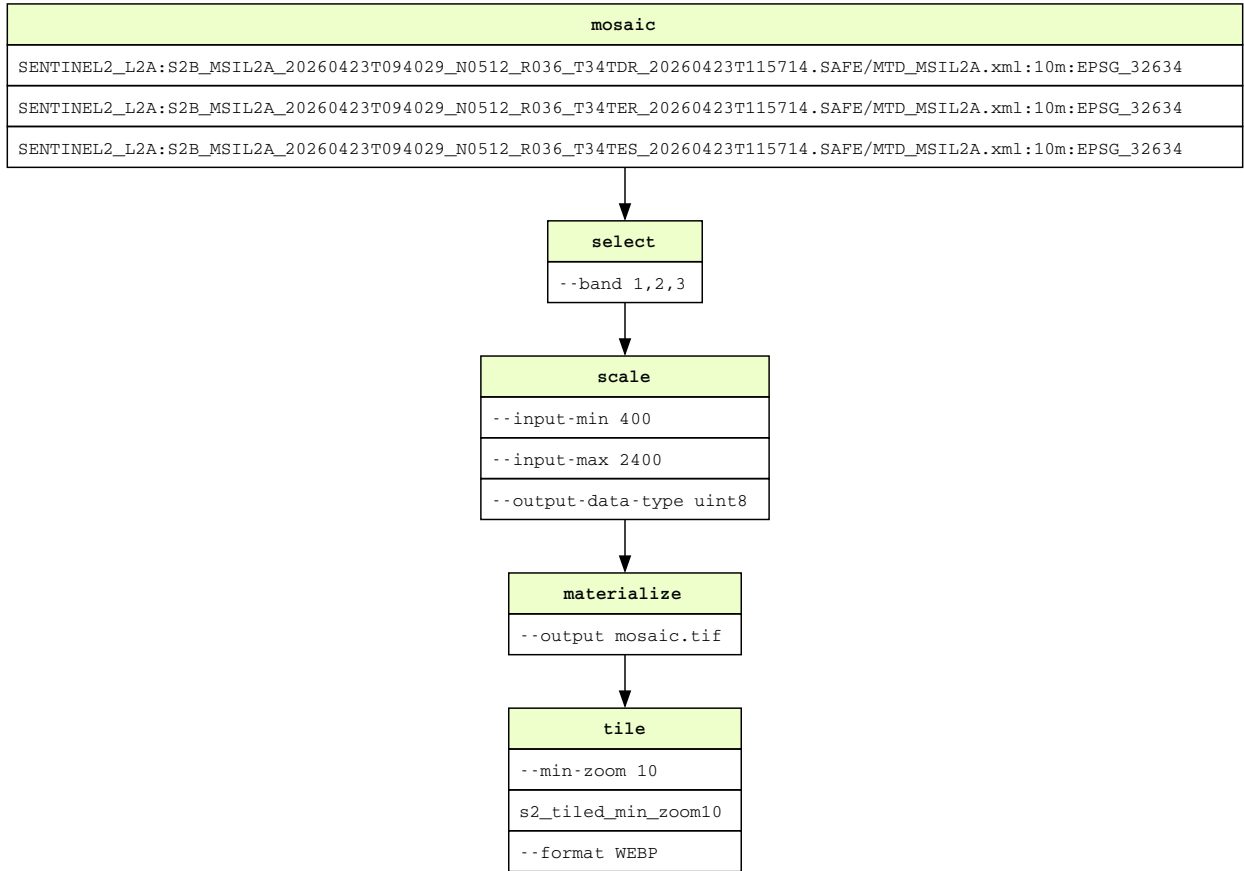 mosaic
SENTINEL2_L2A:S2B_MSIL2A_20260423T094029_N0512_R036_T34TDR_20260423T115714.SAFE/MTD_MSIL2A.xml:10m:EPSG_32634
SENTINEL2_L2A:S2B_MSIL2A_20260423T094029_N0512_R036_T34TER_20260423T115714.SAFE/MTD_MSIL2A.xml:10m:EPSG_32634
SENTINEL2_L2A:S2B_MSIL2A_20260423T094029_N0512_R036_T34TES_20260423T115714.SAFE/MTD_MSIL2A.xml:10m:EPSG_32634
select
--band 1,2,3
scale
--input-min 400
--input-max 2400
--output-data-type uint8
materialize
--output mosaic.tif
tile
--min-zoom 10
s2_tiled_min_zoom10
--format WEBP